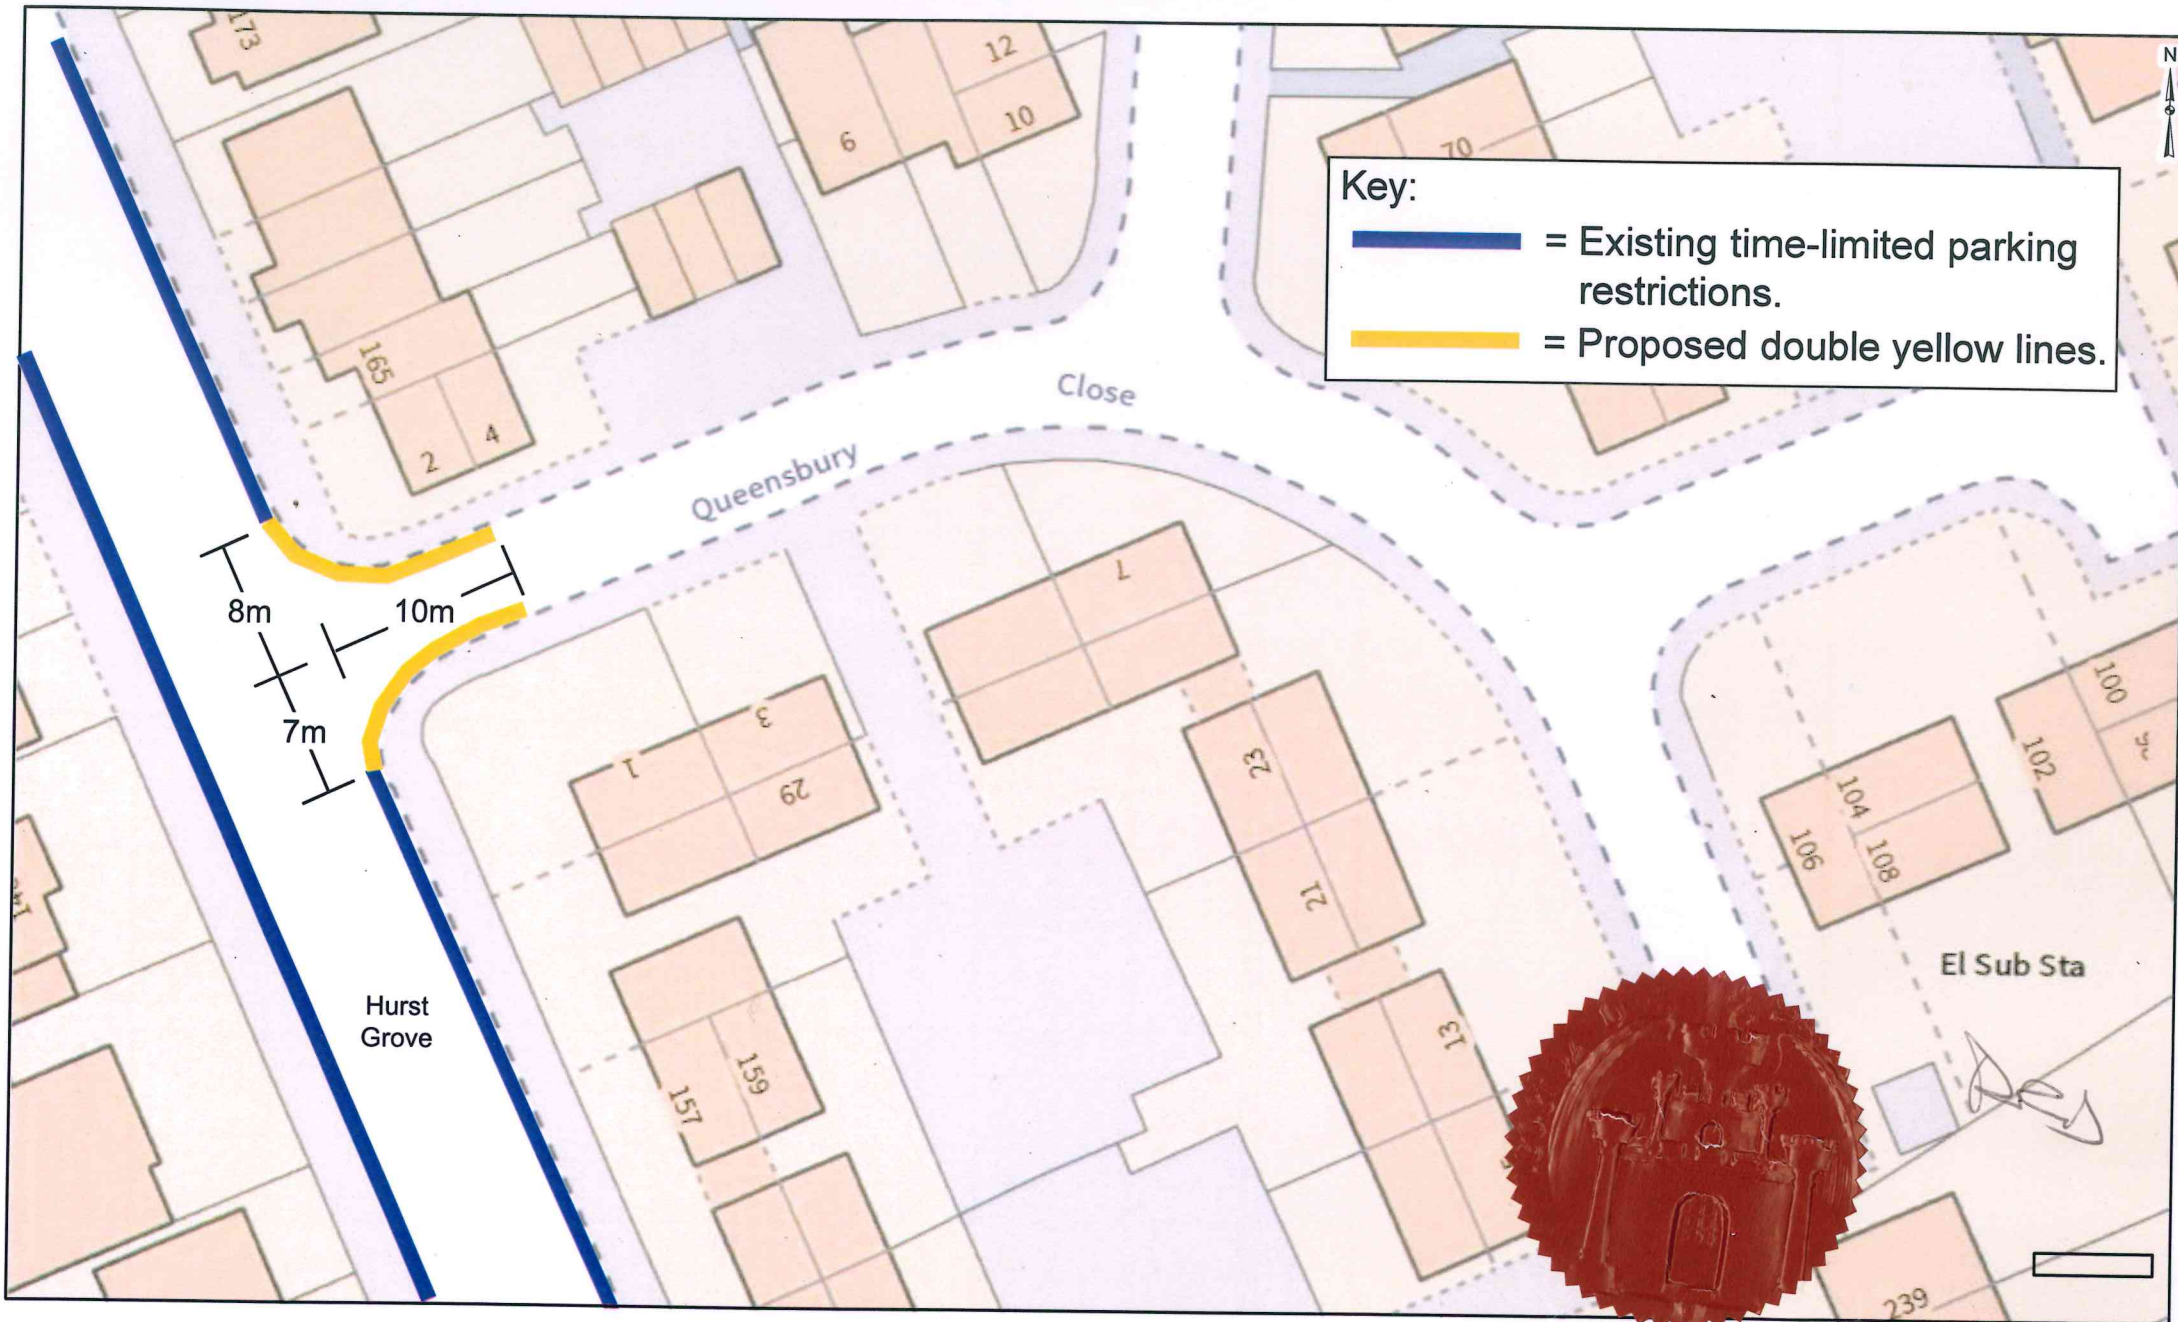 N
173
12
10
6
70
Key:
= Existing time-limited parking
restrictions.
= Proposed double yellow lines.
165
2
4
Close
Queensbury
8m
10m
7m
7
1
3
29
23
21
100
102
104
106
108
El Sub Sta
Hurst
Grove
159
157
13
239